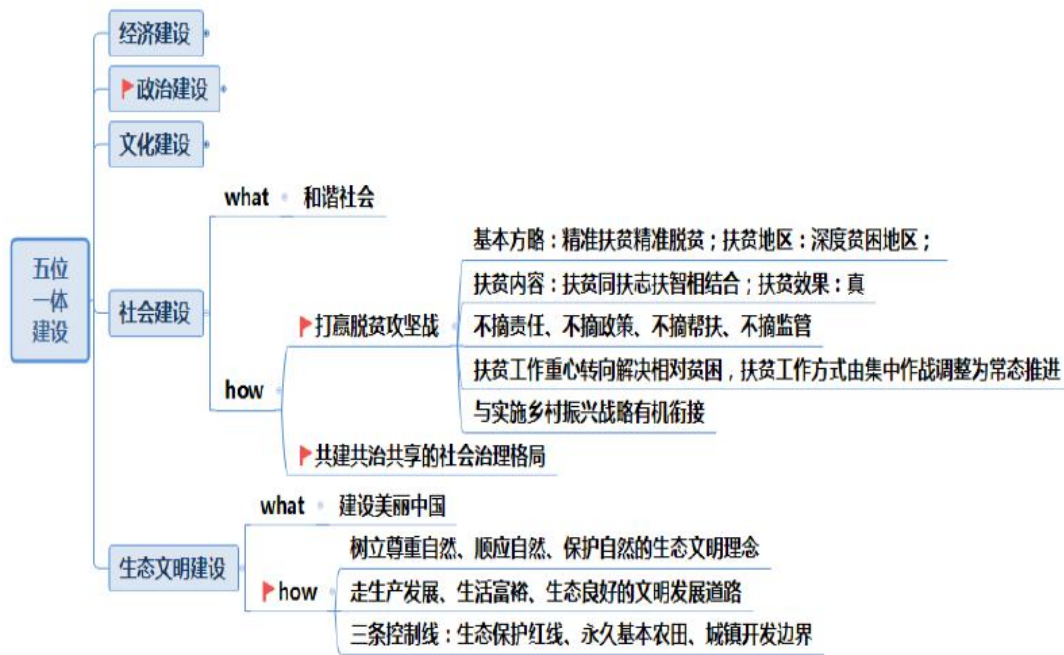 经济建设
政治建设
文化建设
what 和谐社会
基本方略：精准扶贫精准脱贫；扶贫地区：深度贫困地区；
五位
一体
建设
社会建设
扶贫内容：扶贫同扶志扶智相结合；扶贫效果：真
打赢脱贫攻坚战
不摘责任、不摘政策、不摘帮扶、不摘监管
how
扶贫工作重心转向解决相对贫困，扶贫工作方式由集中作战调整为常态推进
与实施乡村振兴战略有机衔接
共建共治共享的社会治理格局
what 建设美丽中国
生态文明建设
树立尊重自然、顺应自然、保护自然的生态文明理念
how
走生产发展、生活富裕、生态良好的文明发展道路
三条控制线：生态保护红线、永久基本农田、城镇开发边界